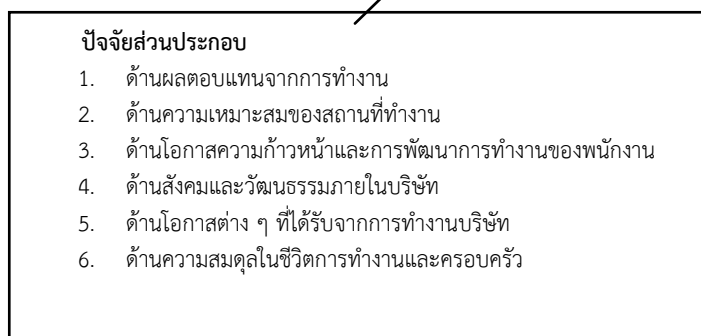 ปัจจัยส่วนประกอบ
1. ด้านผลตอบแทนจากการทำงาน
2. ด้านความเหมาะสมของสถานที่ทำงาน
3. ด้านโอกาสความก้าวหน้าและการพัฒนาการทำงานของพนักงาน
4. ด้านสังคมและวัฒนธรรมภายในบริษัท
5. ด้านโอกาสต่าง ๆ ที่ได้รับจากการทำงานบริษัท
6. ด้านความสมดุลในชีวิตการทำงานและครอบครัว